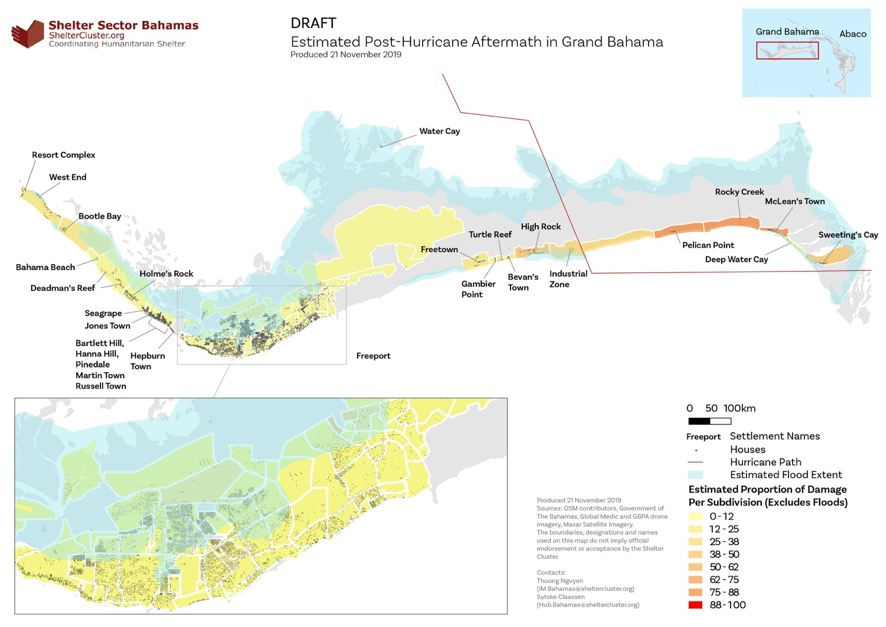 Shelter Sector Bahamas
ShelterCluster.org
Coordinating Humanitarian Shelter
DRAFT
Estimated Post-Hurricane Aftermath in Grand Bahama
Produced 21 November 2019
Grand Bahama
Abaco
Water Cay
Resort Complex
West End
Bootle Bay
Bahama Beach
Holme's Rock
Deadman's Reef
Seagrape
Jones Town
Bartlett Hill,
Hanna Hill,
Pinedale
Martin Town
Russell Town
Hepburn
Town
Freeport
Freetown
Turtle Reef
High Rock
Gambier
Point
Bevan's
Town
Industrial
Zone
Rocky Creek
McLean's Town
Pelican Point
Deep Water Cay
Sweeting's Cay
0 50 100km
Freeport Settlement Names
Houses
Hurricane Path
Estimated Flood Extent
Estimated Proportion of Damage
Per Subdivision (Excludes Floods)
0-12
12-25
25-38
38-50
50-62
62-75
75-88
88-100
Produced 21 November 2019
Sources: OSM contributors, Government of
The Bahamas, Global Medic and GBPA drone
Imagery, Maxar Satellite Imagery.
The boundaries, designations and names
used on this map do not imply official
endorsement or acceptance by the Shelter
Cluster.
Contacts:
Thuong Nguyen
(IM.Bahamas@sheltercluster.org)
Sytske Claassen
(Hub.Bahamas@sheltercluster.org)